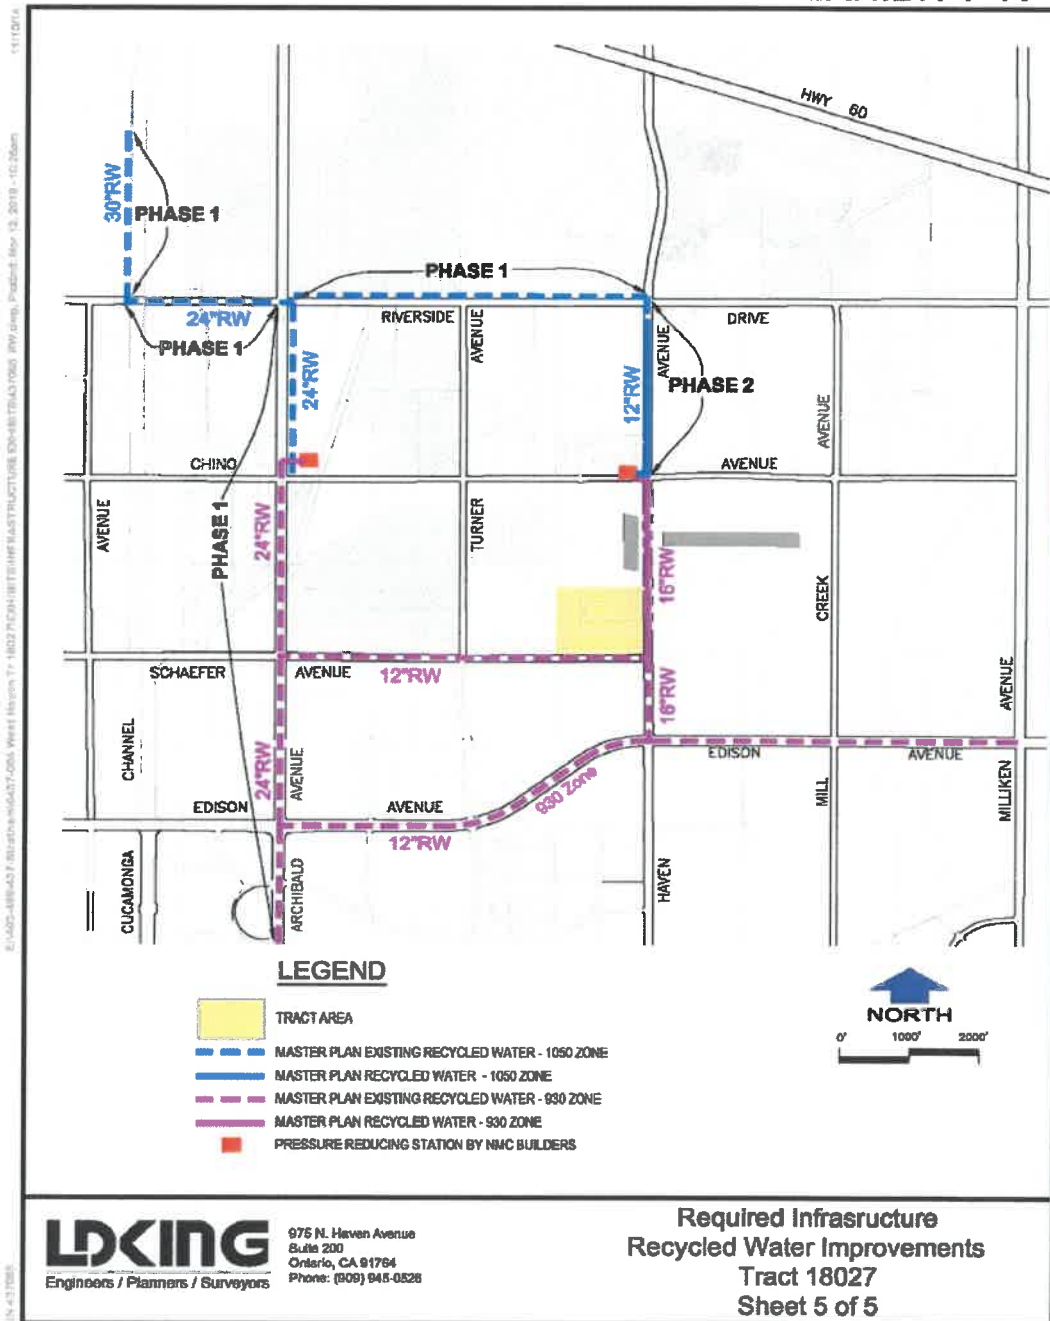 11/10/14
HWY 60
30"RW
PHASE 1
PHASE 1
24"RW
PHASE 1
RIVERSIDE
AVENUE
DRIVE
AVENUE
24"RW
12"RW
PHASE 2
AVENUE
CHINO
AVENUE
AVENUE
24"RW
PHASE 1
TURNER
16"RW
CREEK
SCHAEFER
AVENUE
12"RW
16"RW
AVENUE
CHANNEL
24"RW
AVENUE
EDISON
AVENUE
930 Zone
EDISON
AVENUE
12"RW
MILL
MILLIKEN
CUCAMONGA
ARCHIBALD
HAVEN
LEGEND
TRACT AREA
MASTER PLAN EXISTING RECYCLED WATER - 1050 ZONE
MASTER PLAN RECYCLED WATER - 1050 ZONE
MASTER PLAN EXISTING RECYCLED WATER - 930 ZONE
MASTER PLAN RECYCLED WATER - 930 ZONE
PRESSURE REDUCING STATION BY NMC BUILDERS
NORTH
0' 1000' 2000'
LDKING
Engineers / Planners / Surveyors
975 N. Haven Avenue
Suite 200
Ontario, CA 91764
Phone: (909) 945-0526
Required Infrasructure
Recycled Water Improvements
Tract 18027
Sheet 5 of 5